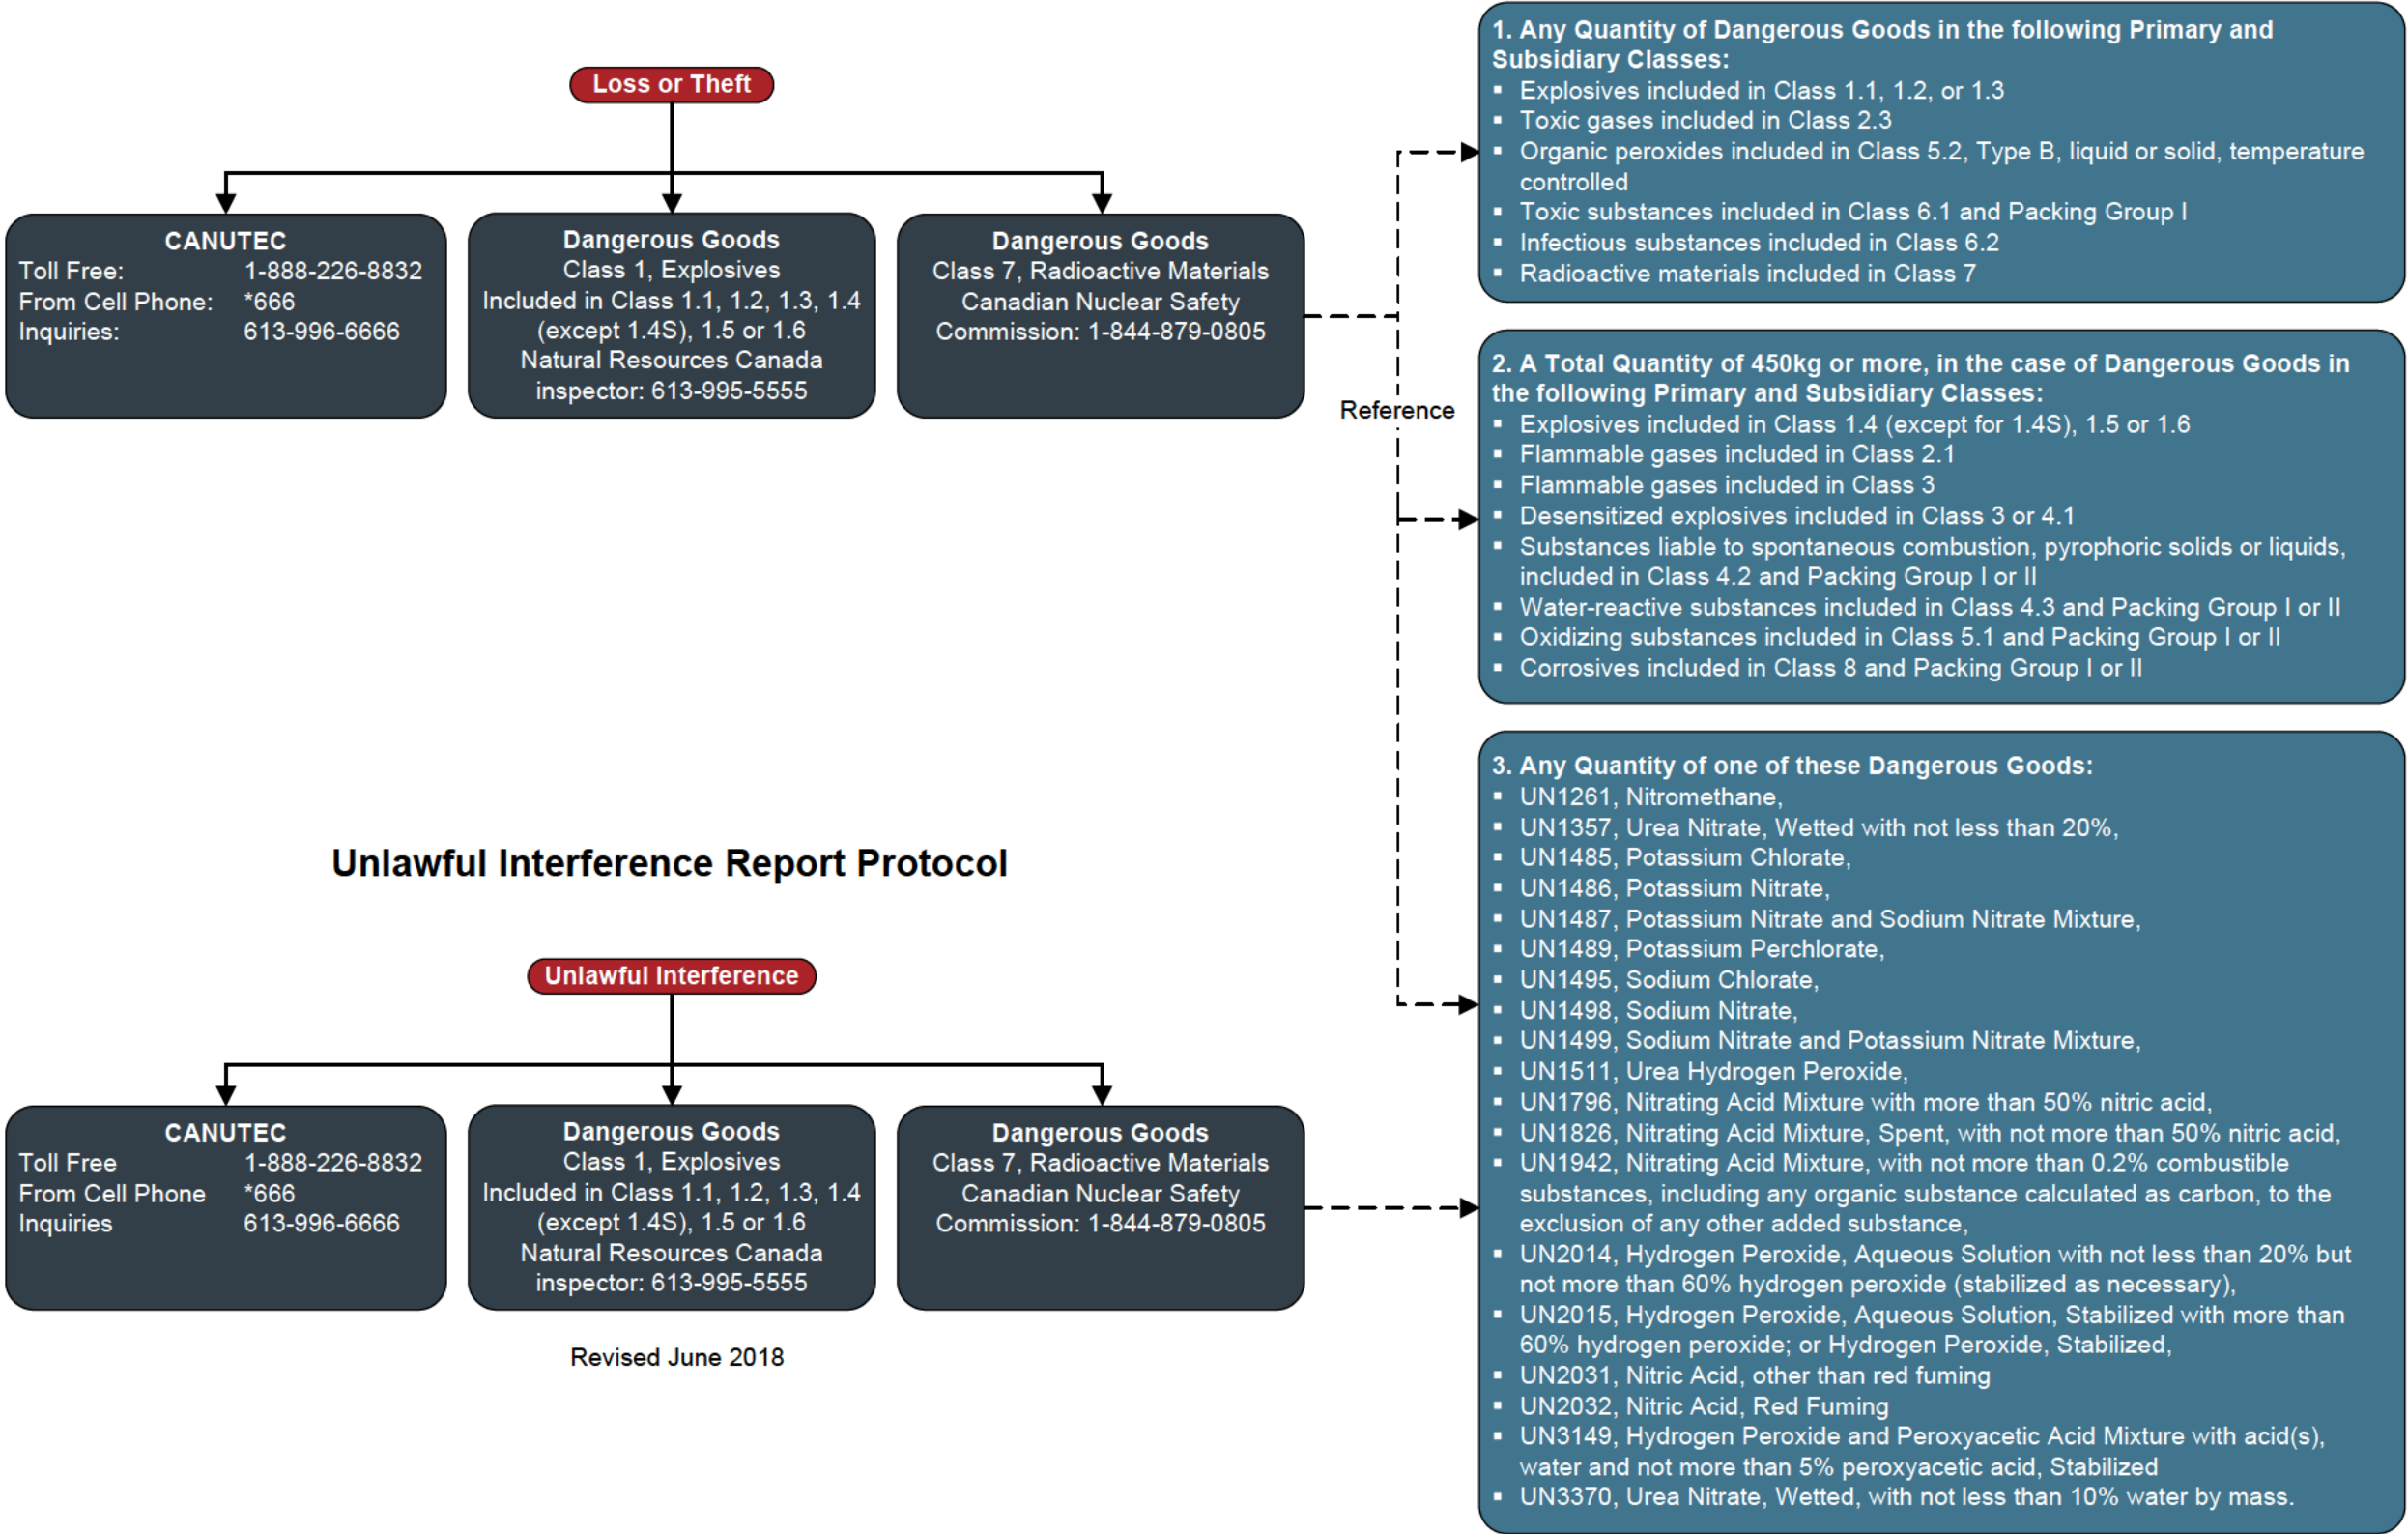 Loss or Theft
CANUTEC
Toll Free: 1-888-226-8832
From Cell Phone: *666
Inquiries: 613-996-6666
Dangerous Goods
Class 1, Explosives
Included in Class 1.1, 1.2, 1.3, 1.4
(except 1.4S), 1.5 or 1.6
Natural Resources Canada
inspector: 613-995-5555
Dangerous Goods
Class 7, Radioactive Materials
Canadian Nuclear Safety
Commission: 1-844-879-0805
Reference
1. Any Quantity of Dangerous Goods in the following Primary and
Subsidiary Classes:
▪ Explosives included in Class 1.1, 1.2, or 1.3
▪ Toxic gases included in Class 2.3
▪ Organic peroxides included in Class 5.2, Type B, liquid or solid, temperature
controlled
▪ Toxic substances included in Class 6.1 and Packing Group I
▪ Infectious substances included in Class 6.2
▪ Radioactive materials included in Class 7
2. A Total Quantity of 450kg or more, in the case of Dangerous Goods in
the following Primary and Subsidiary Classes:
▪ Explosives included in Class 1.4 (except for 1.4S), 1.5 or 1.6
▪ Flammable gases included in Class 2.1
▪ Flammable gases included in Class 3
▪ Desensitized explosives included in Class 3 or 4.1
▪ Substances liable to spontaneous combustion, pyrophoric solids or liquids,
included in Class 4.2 and Packing Group I or II
▪ Water-reactive substances included in Class 4.3 and Packing Group I or II
▪ Oxidizing substances included in Class 5.1 and Packing Group I or II
▪ Corrosives included in Class 8 and Packing Group I or II
3. Any Quantity of one of these Dangerous Goods:
▪ UN1261, Nitromethane,
▪ UN1357, Urea Nitrate, Wetted with not less than 20%,
▪ UN1485, Potassium Chlorate,
▪ UN1486, Potassium Nitrate,
▪ UN1487, Potassium Nitrate and Sodium Nitrate Mixture,
▪ UN1489, Potassium Perchlorate,
▪ UN1495, Sodium Chlorate,
▪ UN1498, Sodium Nitrate,
▪ UN1499, Sodium Nitrate and Potassium Nitrate Mixture,
▪ UN1511, Urea Hydrogen Peroxide,
▪ UN1796, Nitrating Acid Mixture with more than 50% nitric acid,
▪ UN1826, Nitrating Acid Mixture, Spent, with not more than 50% nitric acid,
▪ UN1942, Nitrating Acid Mixture, with not more than 0.2% combustible
substances, including any organic substance calculated as carbon, to the
exclusion of any other added substance,
▪ UN2014, Hydrogen Peroxide, Aqueous Solution with not less than 20% but
not more than 60% hydrogen peroxide (stabilized as necessary),
▪ UN2015, Hydrogen Peroxide, Aqueous Solution, Stabilized with more than
60% hydrogen peroxide; or Hydrogen Peroxide, Stabilized,
▪ UN2031, Nitric Acid, other than red fuming
▪ UN2032, Nitric Acid, Red Fuming
▪ UN3149, Hydrogen Peroxide and Peroxyacetic Acid Mixture with acid(s),
water and not more than 5% peroxyacetic acid, Stabilized
▪ UN3370, Urea Nitrate, Wetted, with not less than 10% water by mass.
Unlawful Interference Report Protocol
Unlawful Interference
CANUTEC
Toll Free 1-888-226-8832
From Cell Phone *666
Inquiries 613-996-6666
Dangerous Goods
Class 1, Explosives
Included in Class 1.1, 1.2, 1.3, 1.4
(except 1.4S), 1.5 or 1.6
Natural Resources Canada
inspector: 613-995-5555
Dangerous Goods
Class 7, Radioactive Materials
Canadian Nuclear Safety
Commission: 1-844-879-0805
Revised June 2018